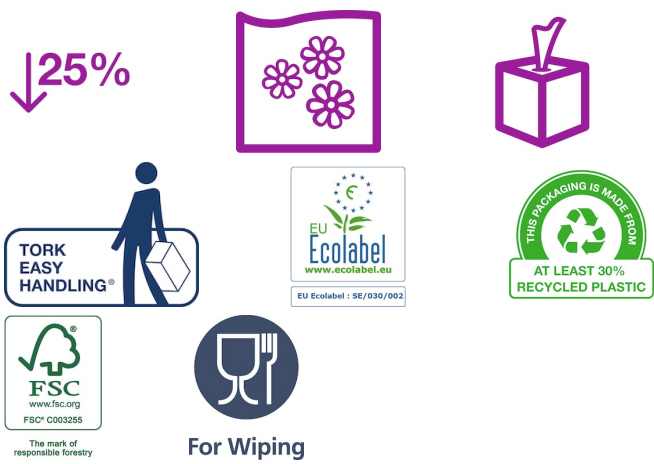 25%
TORK
EASY
HANDLING®
EU
Ecolabel
www.ecolabel.eu
EU Ecolabel : SE/030/002
THIS PACKAGING IS MADE FROM
AT LEAST 30%
RECYCLED PLASTIC
®
FSC
www.fsc.org
FSC® C003255
The mark of
responsible forestry
For Wiping